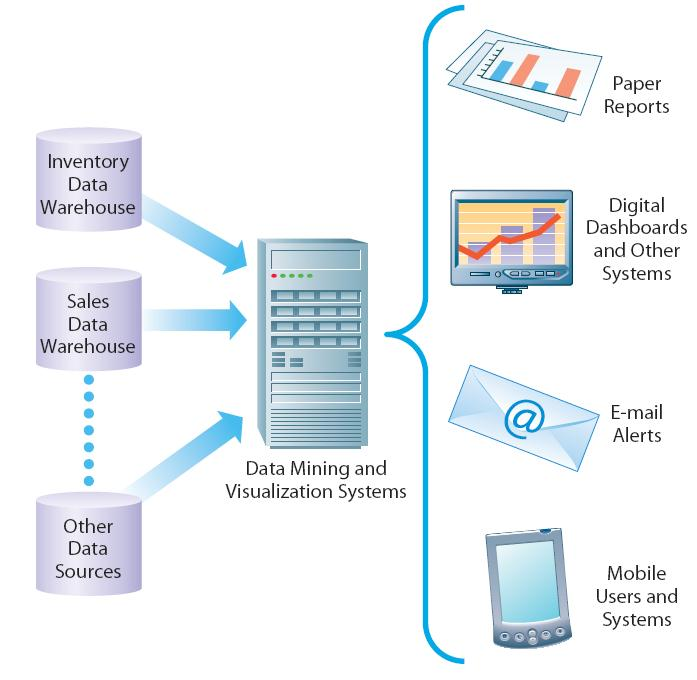 Inventory
Data
Warehouse
Sales
Data
Warehouse
Other
Data
Sources
Data Mining and
Visualization Systems
Paper
Reports
Digital
Dashboards
and Other
Systems
@
E-mail
Alerts
Mobile
Users and
Systems